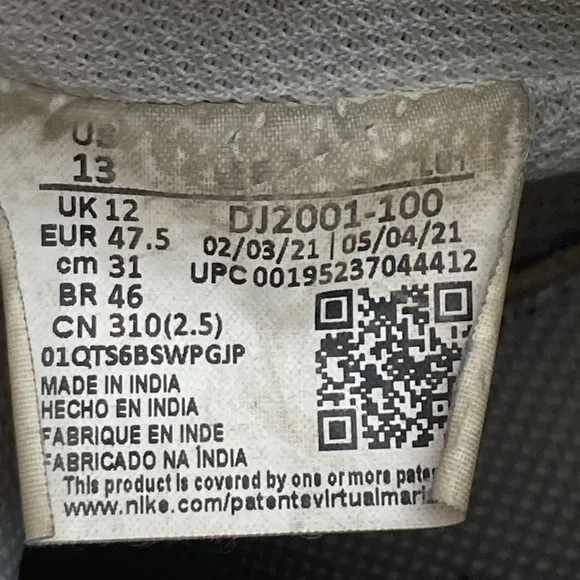 US
13
LU1
UK 12
DJ2001-100
EUR 47.5
02/03/21 | 05/04/21
cm 31
UPC 00195237044412
BR 46
CN 310(2.5)
01QTS6BSWPGJP
MADE IN INDIA
HECHO EN INDIA
FABRIQUE EN INDE
FABRICADO NA ÍNDIA
This product is covered by one or more pate
www.nike.com/patentsvirtualmar